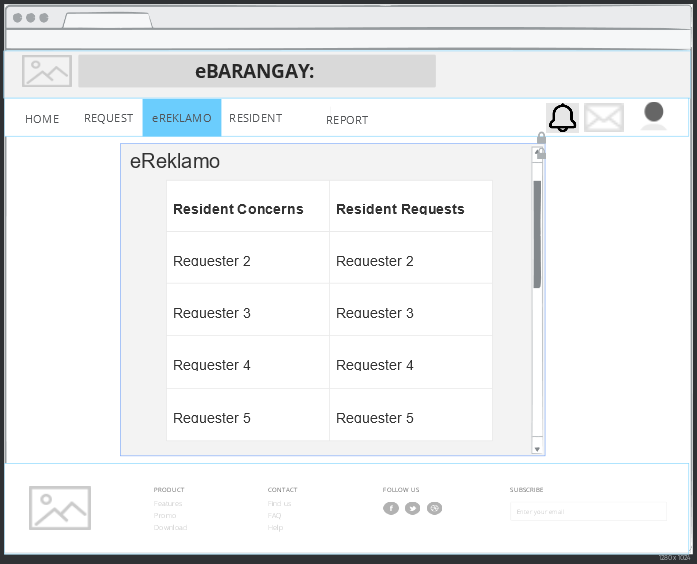 eBARANGAY:
HOME REQUEST eREKLAMO RESIDENT REPORT
eReklamo
Resident Concerns Resident Requests
Requester 2 Requester 2
Requester 3 Requester 3
Requester 4 Requester 4
Requester 5 Requester 5
PRODUCT CONTACT FOLLOW US SUBSCRIBE
Features Find us Enter your email
Promo FAQ
Download Help
1280 x 1024